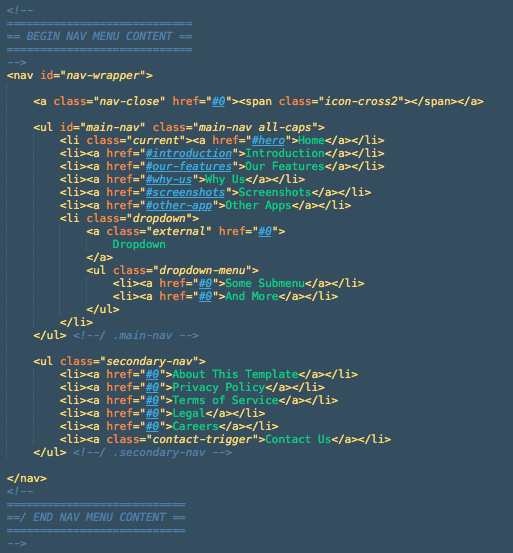 <!--
============================
== BEGIN NAV MENU CONTENT ==
============================
-->
<nav id="nav-wrapper">
<a class="nav-close" href="#0"><span class="icon-cross2"></span></a>
<ul id="main-nav" class="main-nav all-caps">
<li class="current"><a href="#hero">Home</a></li>
<li><a href="#introduction">Introduction</a></li>
<li><a href="#our-features">Our Features</a></li>
<li><a href="#why-us">Why Us</a></li>
<li><a href="#screenshots">Screenshots</a></li>
<li><a href="#other-app">Other Apps</a></li>
<li class="dropdown">
<a class="external" href="#0">
Dropdown
</a>
<ul class="dropdown-menu">
<li><a href="#0">Some Submenu</a></li>
<li><a href="#0">And More</a></li>
</ul>
</li>
</ul> <!--/ .main-nav -->
<ul class="secondary-nav">
<li><a href="#0">About This Template</a></li>
<li><a href="#0">Privacy Policy</a></li>
<li><a href="#0">Terms of Service</a></li>
<li><a href="#0">Legal</a></li>
<li><a href="#0">Careers</a></li>
<li><a class="contact-trigger">Contact Us</a></li>
</ul> <!--/ .secondary-nav -->
</nav>
<!--
===========================
==/ END NAV MENU CONTENT ==
===========================
-->